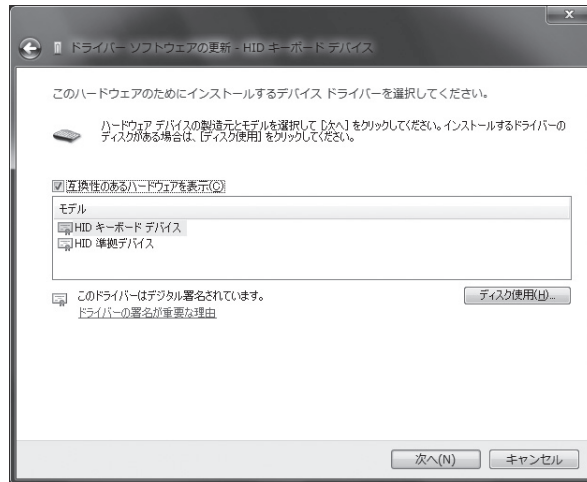 ドライバー ソフトウェアの更新 - HID キーボード デバイス
このハードウェアのためにインストールするデバイス ドライバーを選択してください。
ハードウェア デバイスの製造元とモデルを選択して [次へ] をクリックしてください。インストールするドライバーの
ディスクがある場合は、[ディスク使用] をクリックしてください。
互換性のあるハードウェアを表示(C)
モデル
HID キーボード デバイス
HID 準拠デバイス
このドライバーはデジタル署名されています。
ディスク使用(H)...
ドライバーの署名が重要な理由
次へ(N)
キャンセル